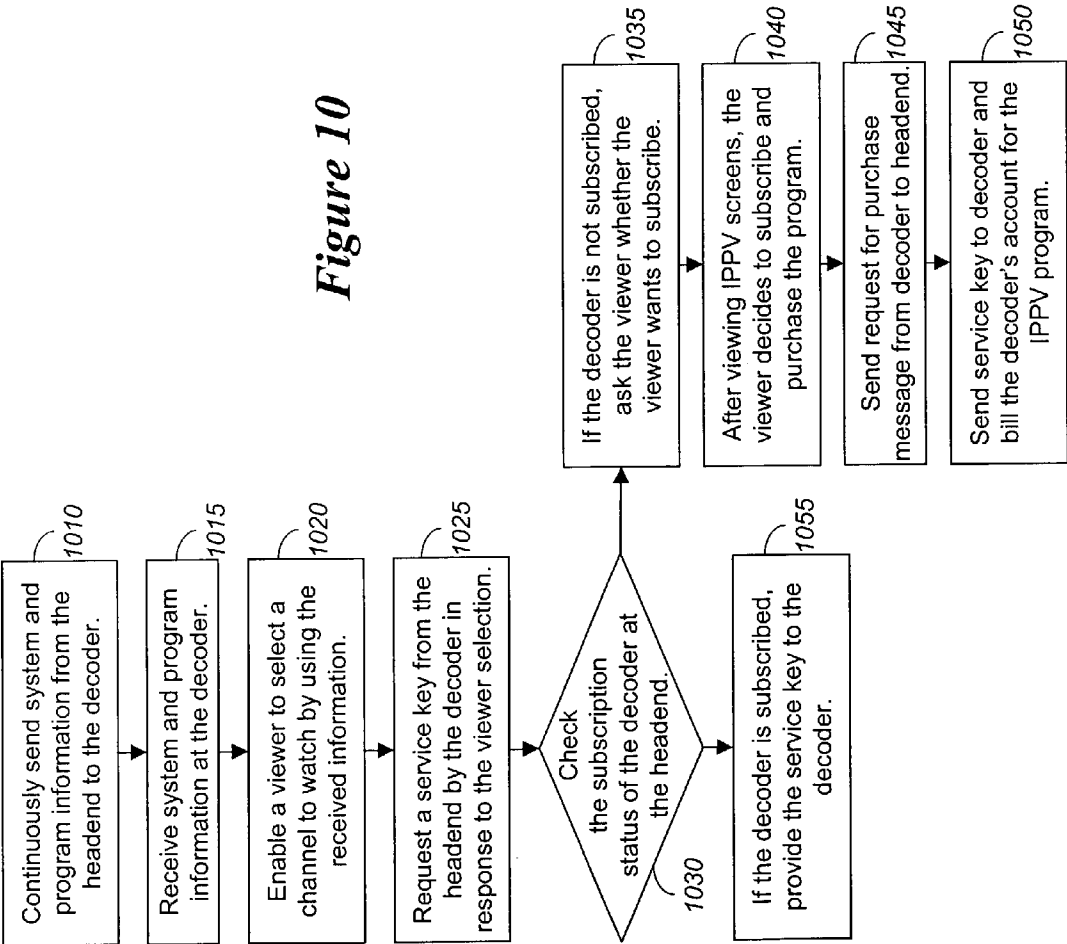 Figure 10
Continuously send system and
program information from the
headend to the decoder.
1010
Receive system and program
information at the decoder.
1015
Enable a viewer to select a
channel to watch by using the
received information.
1020
Request a service key from the
headend by the decoder in
response to the viewer selection.
1025
Check
the subscription
status of the decoder at
the headend.
1030
If the decoder is not subscribed,
ask the viewer whether the
viewer wants to subscribe.
1035
After viewing IPPV screens, the
viewer decides to subscribe and
purchase the program.
1040
Send request for purchase
message from decoder to headend.
1045
Send service key to decoder and
bill the decoder's account for the
IPPV program.
1050
If the decoder is subscribed,
provide the service key to the
decoder.
1055